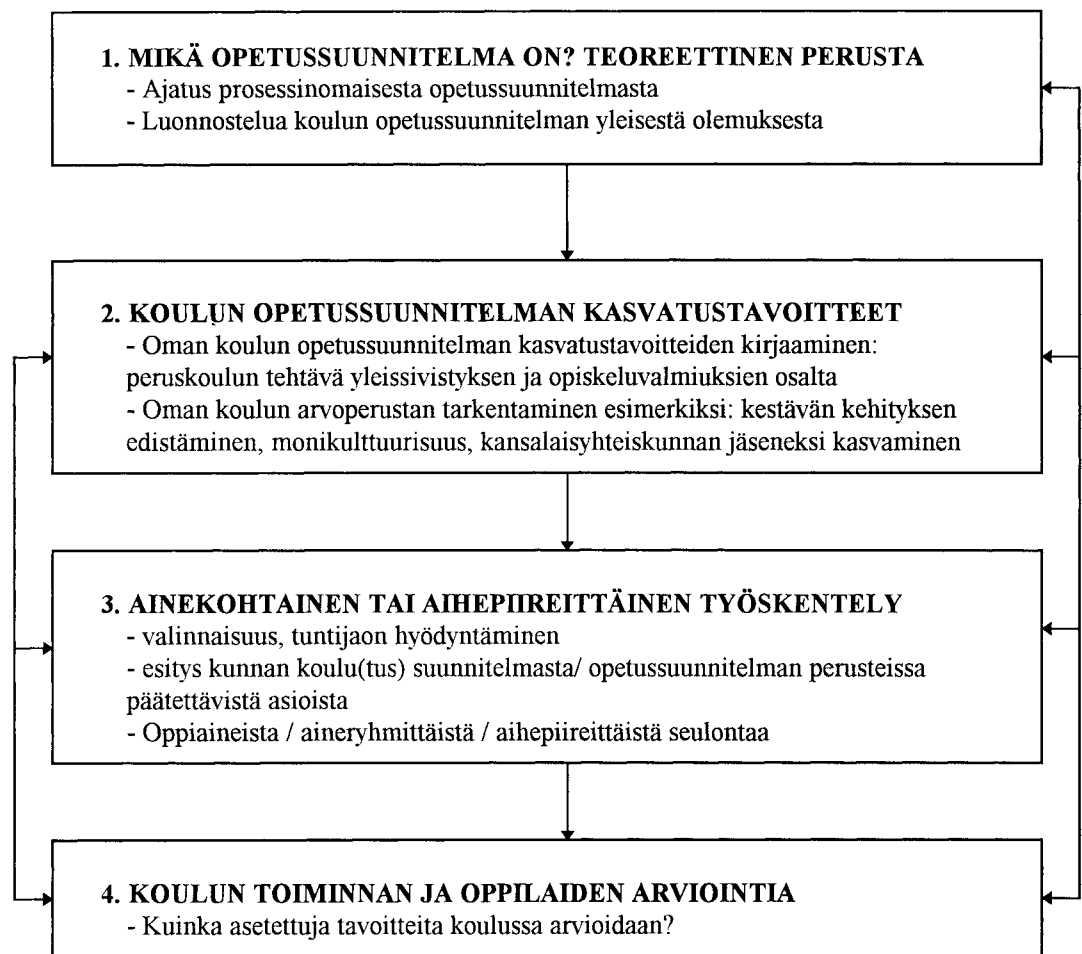 1. MIKÄ OPETUSSUUNNITELMA ON? TEOREETTINEN PERUSTA
- Ajatus prosessinomaisesta opetussuunnitelmasta
- Luonnostelua koulun opetussuunnitelman yleisestä olemuksesta
2. KOULUN OPETUSSUUNNITELMAN KASVATUSTAVOITTEET
- Oman koulun opetussuunnitelman kasvatustavoitteiden kirjaaminen:
peruskoulun tehtävä yleissivistyksen ja opiskeluvalmiuksien osalta
- Oman koulun arvoperustan tarkentaminen esimerkiksi: kestävän kehityksen
edistäminen, monikulttuurisuus, kansalaisyhteiskunnan jäseneksi kasvaminen
3. AINEKOHTAINEN TAI AIHEPIIREITTÄINEN TYÖSKENTELY
- valinnaisuus, tuntijaon hyödyntäminen
- esitys kunnan koulu(tus) suunnitelmasta/ opetussuunnitelman perusteissa
päätettävistä asioista
- Oppiaineista / aineryhmittäistä / aihepiireittäistä seulontaa
4. KOULUN TOIMINNAN JA OPPILAIDEN ARVIOINTIA
- Kuinka asetettuja tavoitteita koulussa arvioidaan?